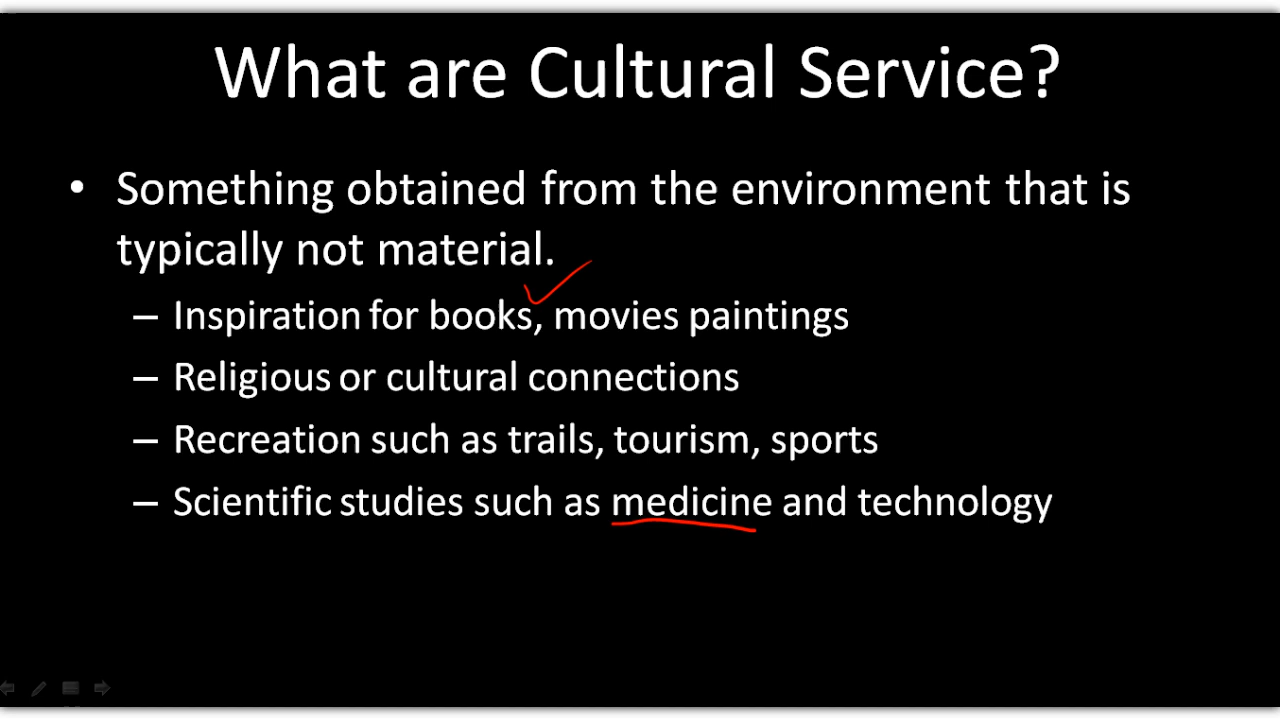 What are Cultural Service?
• Something obtained from the environment that is
typically not material.
– Inspiration for books, movies paintings
– Religious or cultural connections
– Recreation such as trails, tourism, sports
– Scientific studies such as medicine and technology